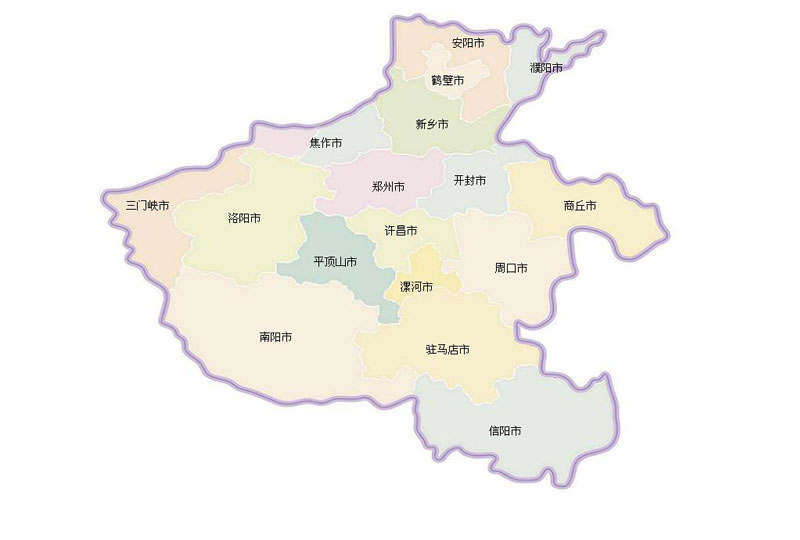 安阳市
濮阳市
鹤壁市
新乡市
焦作市
郑州市
开封市
三门峡市
洛阳市
商丘市
许昌市
平顶山市
周口市
漯河市
南阳市
驻马店市
信阳市